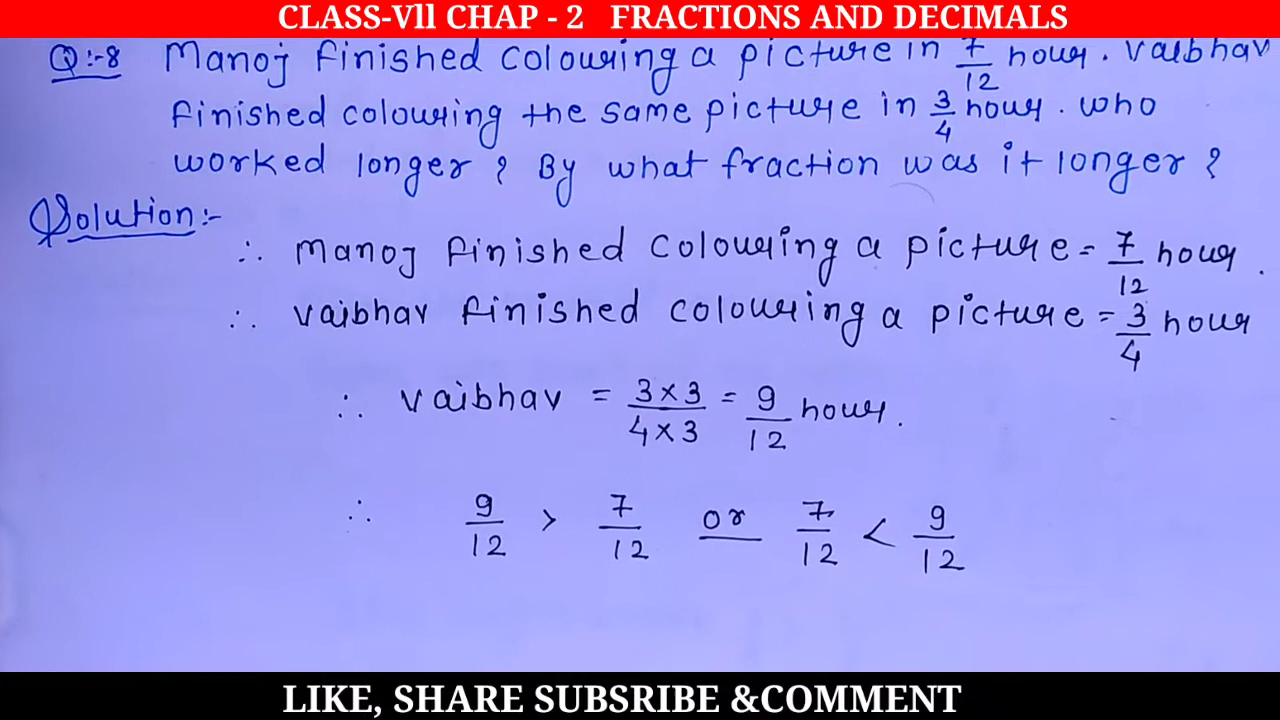 CLASS-Vll CHAP - 2 FRACTIONS AND DECIMALS
Q:-8 Manoj finished colouring a picture in 7/12 hour. Vaibhav
finished colouring the same picture in 3/4 hour. who
worked longer ? By what fraction was it longer ?
Solution:-
∴ Manoj finished colouring a picture = 7/12 hour.
∴ Vaibhav finished colouring a picture = 3/4 hour
∴ Vaibhav = 3×3/4×3 = 9/12 hour.
∴ 9/12 > 7/12 or 7/12 < 9/12
LIKE, SHARE SUBSRIBE &COMMENT